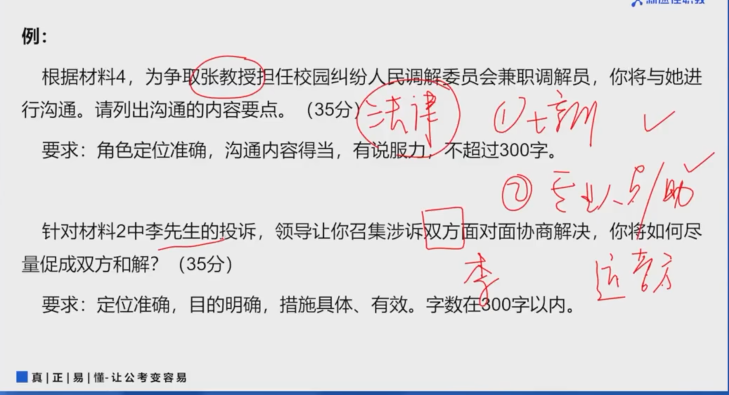 例：
根据材料4，为争取张教授担任校园纠纷人民调解委员会兼职调解员，你将与她进
行沟通。请列出沟通的内容要点。（35分）
法律
①培训
要求：角色定位准确，沟通内容得当，有说服力，不超过300字。
②专业人员/助
针对材料2中李先生的投诉，领导让你召集涉诉双方面对面协商解决，你将如何尽
量促成双方和解？（35分）
李
运营方
要求：定位准确，目的明确，措施具体、有效。字数在300字以内。
真|正|易|懂-让公考变容易